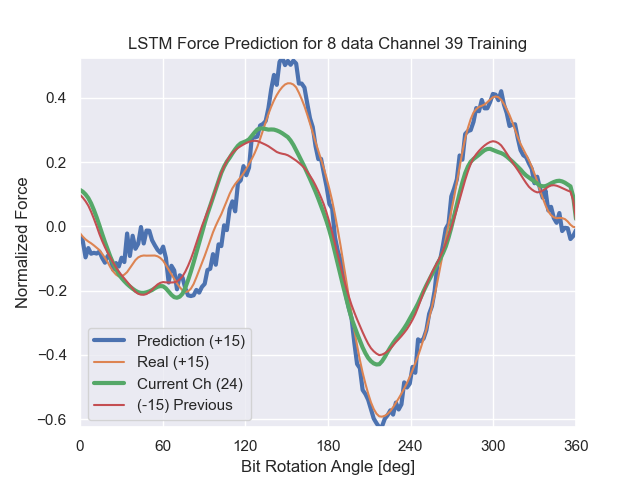 LSTM Force Prediction for 8 data Channel 39 Training
Normalized Force
0.4
0.2
0.0
−0.2
−0.4
−0.6
Prediction (+15)
Real (+15)
Current Ch (24)
(-15) Previous
0 60 120 180 240 300 360
Bit Rotation Angle [deg]